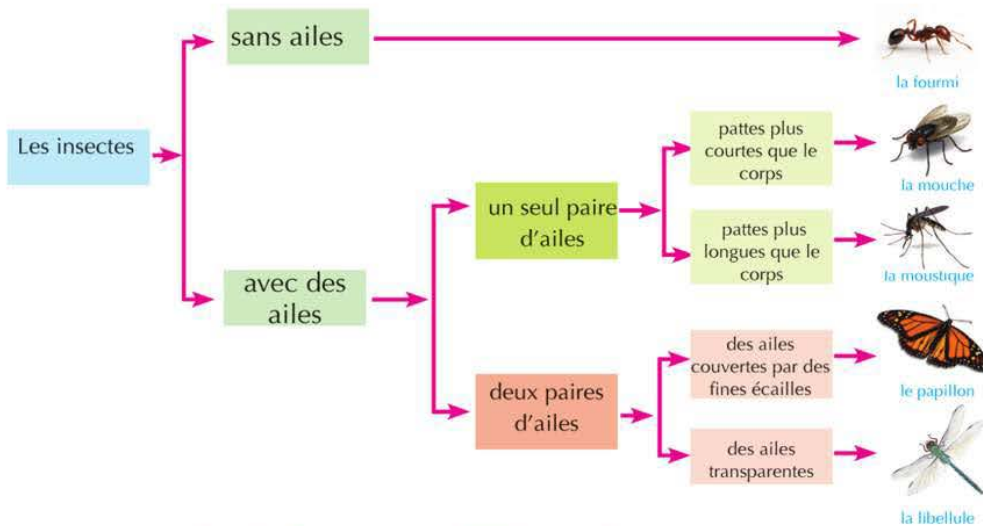 sans ailes
la fourmi
Les insectes
pattes plus
courtes que le
corps
la mouche
un seul paire
d'ailes
pattes plus
longues que le
corps
la moustique
avec des
ailes
des ailes
couvertes par des
fines écailles
le papillon
deux paires
d'ailes
des ailes
transparentes
la libellule